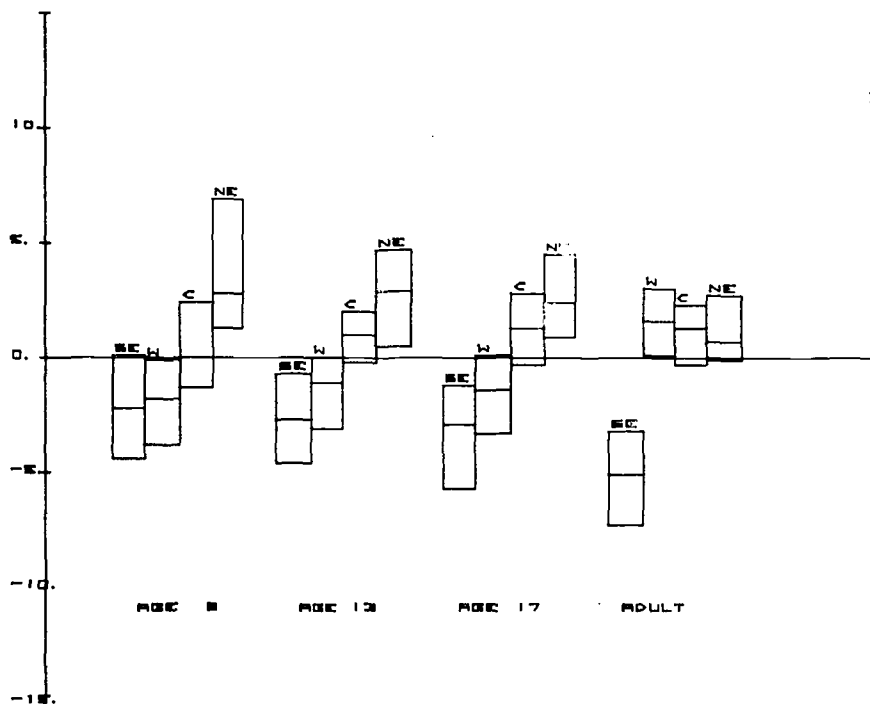 10
5.
0.
-5.
-10.
-15.
NE
C
SE W
NE
C
W
SE
NE
C
W
SE
W C NE
SE
AGE 9 AGE 13 AGE 17 ADULT